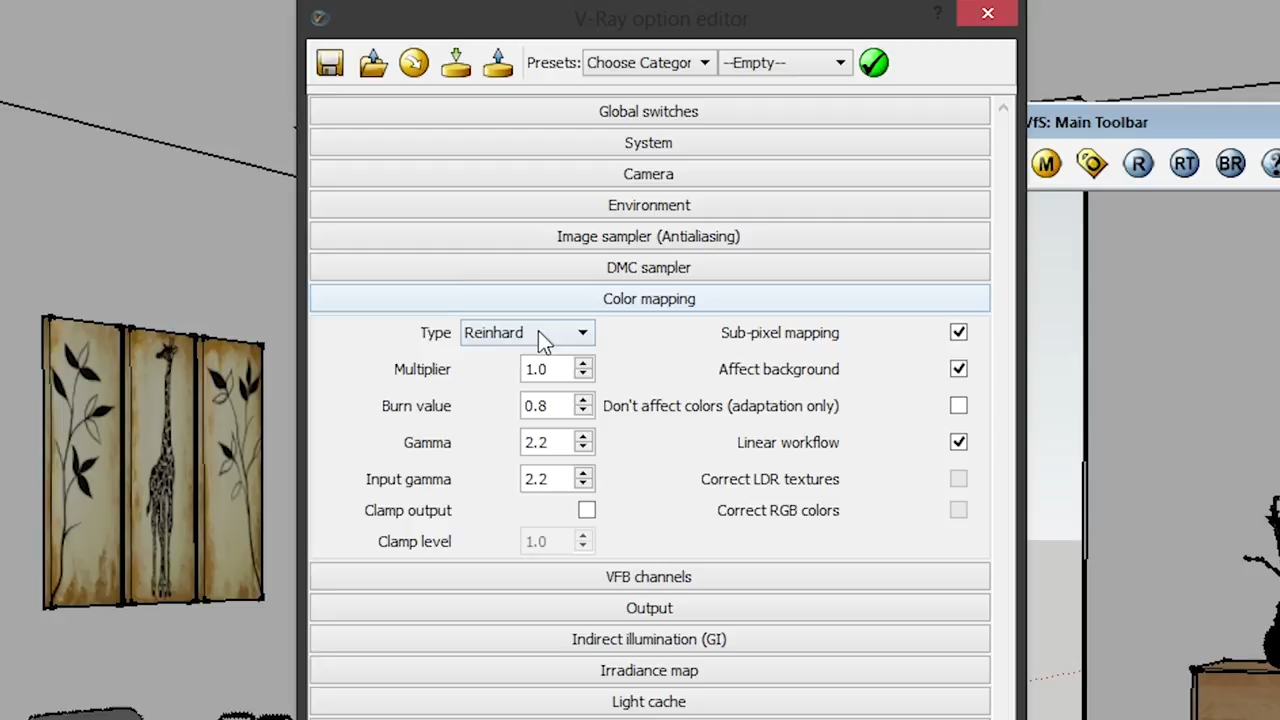 V-Ray option editor
?
Presets: Choose Categor --Empty--
Global switches
System
Camera
Environment
Image sampler (Antialiasing)
DMC sampler
Color mapping
Type Reinhard Sub-pixel mapping
Multiplier 1.0 Affect background
Burn value 0.8 Don't affect colors (adaptation only)
Gamma 2.2 Linear workflow
Input gamma 2.2 Correct LDR textures
Clamp output Correct RGB colors
Clamp level 1.0
VFB channels
Output
Indirect illumination (GI)
Irradiance map
Light cache
VfS: Main Toolbar
M R RT BR ?